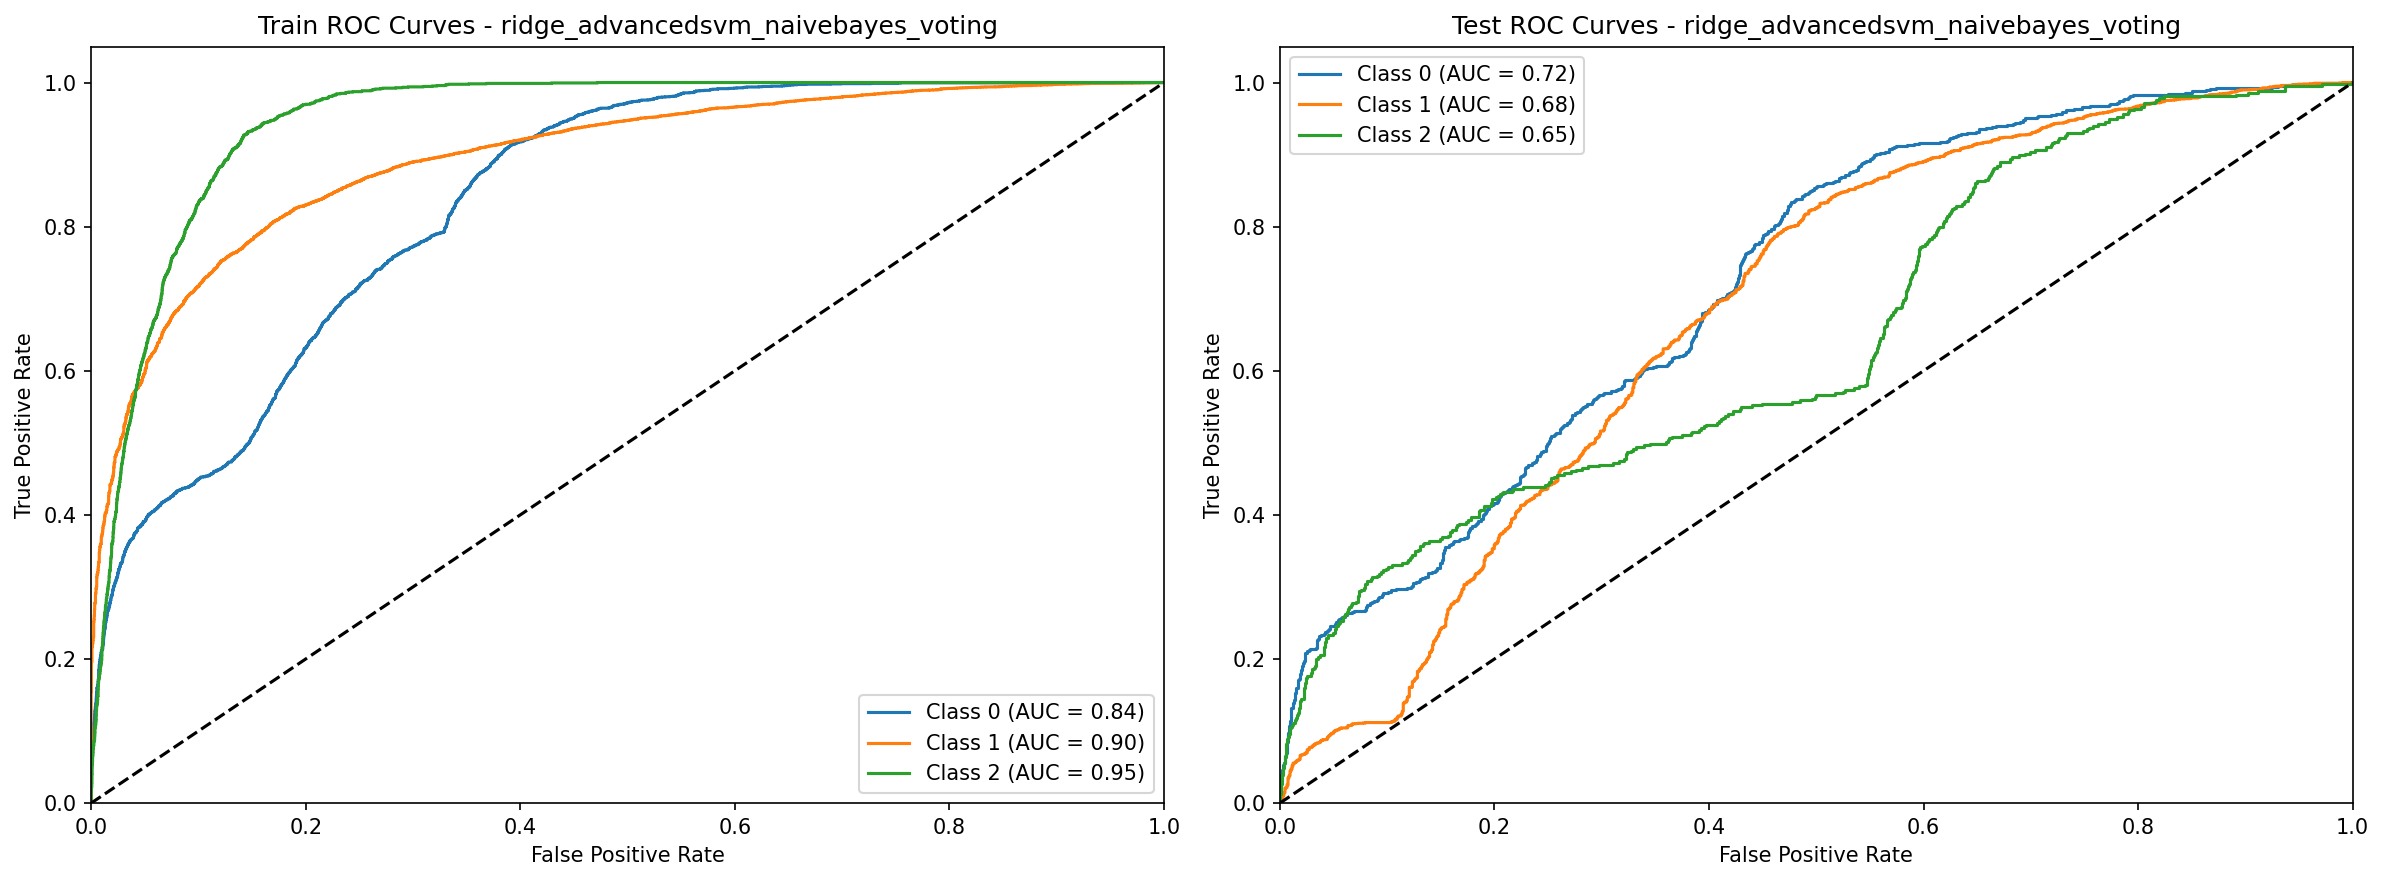 Train ROC Curves - ridge_advancedsvm_naivebayes_voting
True Positive Rate
1.0
0.8
0.6
0.4
0.2
0.0
Class 0 (AUC = 0.84)
Class 1 (AUC = 0.90)
Class 2 (AUC = 0.95)
0.0 0.2 0.4 0.6 0.8 1.0
False Positive Rate
Test ROC Curves - ridge_advancedsvm_naivebayes_voting
Class 0 (AUC = 0.72)
Class 1 (AUC = 0.68)
Class 2 (AUC = 0.65)
True Positive Rate
1.0
0.8
0.6
0.4
0.2
0.0
0.0 0.2 0.4 0.6 0.8 1.0
False Positive Rate